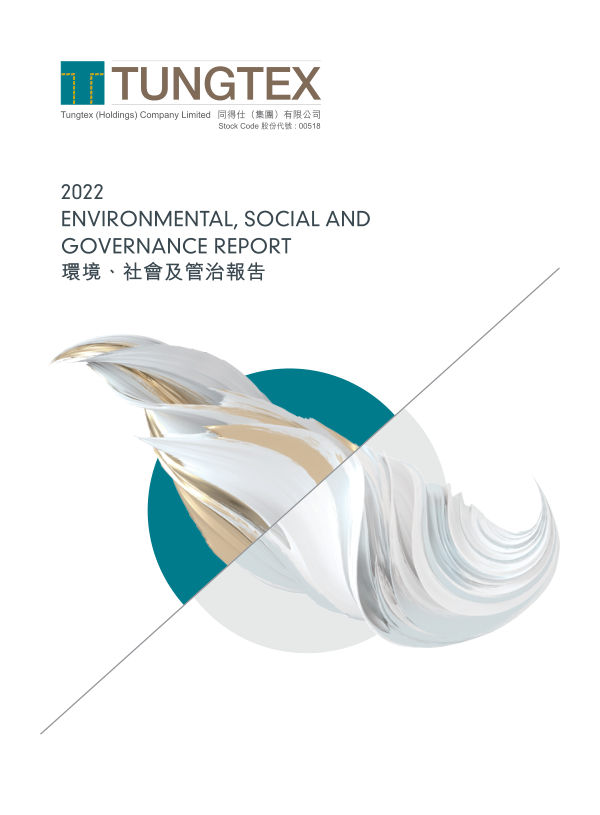 TUNGTEX
Tungtex (Holdings) Company Limited 同得仕（集團）有限公司
Stock Code 股份代號 : 00518
2022
ENVIRONMENTAL, SOCIAL AND
GOVERNANCE REPORT
環境、社會及管治報告